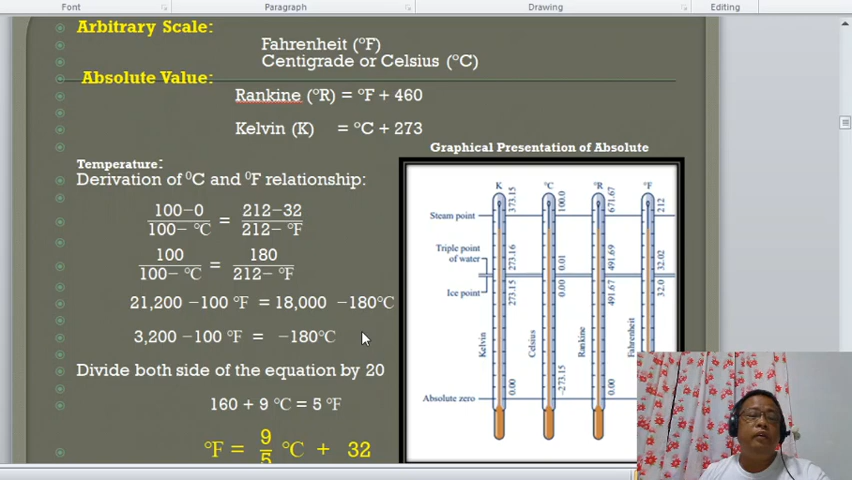 Font
Paragraph
Drawing
Editing
Arbitrary Scale:
Fahrenheit (°F)
Centigrade or Celsius (°C)
Absolute Value:
Rankine (°R) = °F + 460
Kelvin (K) = °C + 273
Temperature:
Derivation of ⁰C and ⁰F relationship:
100−0 / 100− ℃ = 212−32 / 212− ℉
100 / 100− ℃ = 180 / 212− ℉
21,200 −100 ℉ = 18,000 −180℃
3,200 −100 ℉ = −180℃
Divide both side of the equation by 20
160 + 9 ℃ = 5 ℉
℉ = 9/5 ℃ + 32
Graphical Presentation of Absolute
K °C °R °F
373.15 100.0 671.67 212
Steam point
Triple point
of water
273.16 0.01 491.69 32.02
Ice point
273.15 0.00 491.67 32.0
Kelvin Celsius Rankine Fahrenheit
Absolute zero
0.00 −273.15 0.00